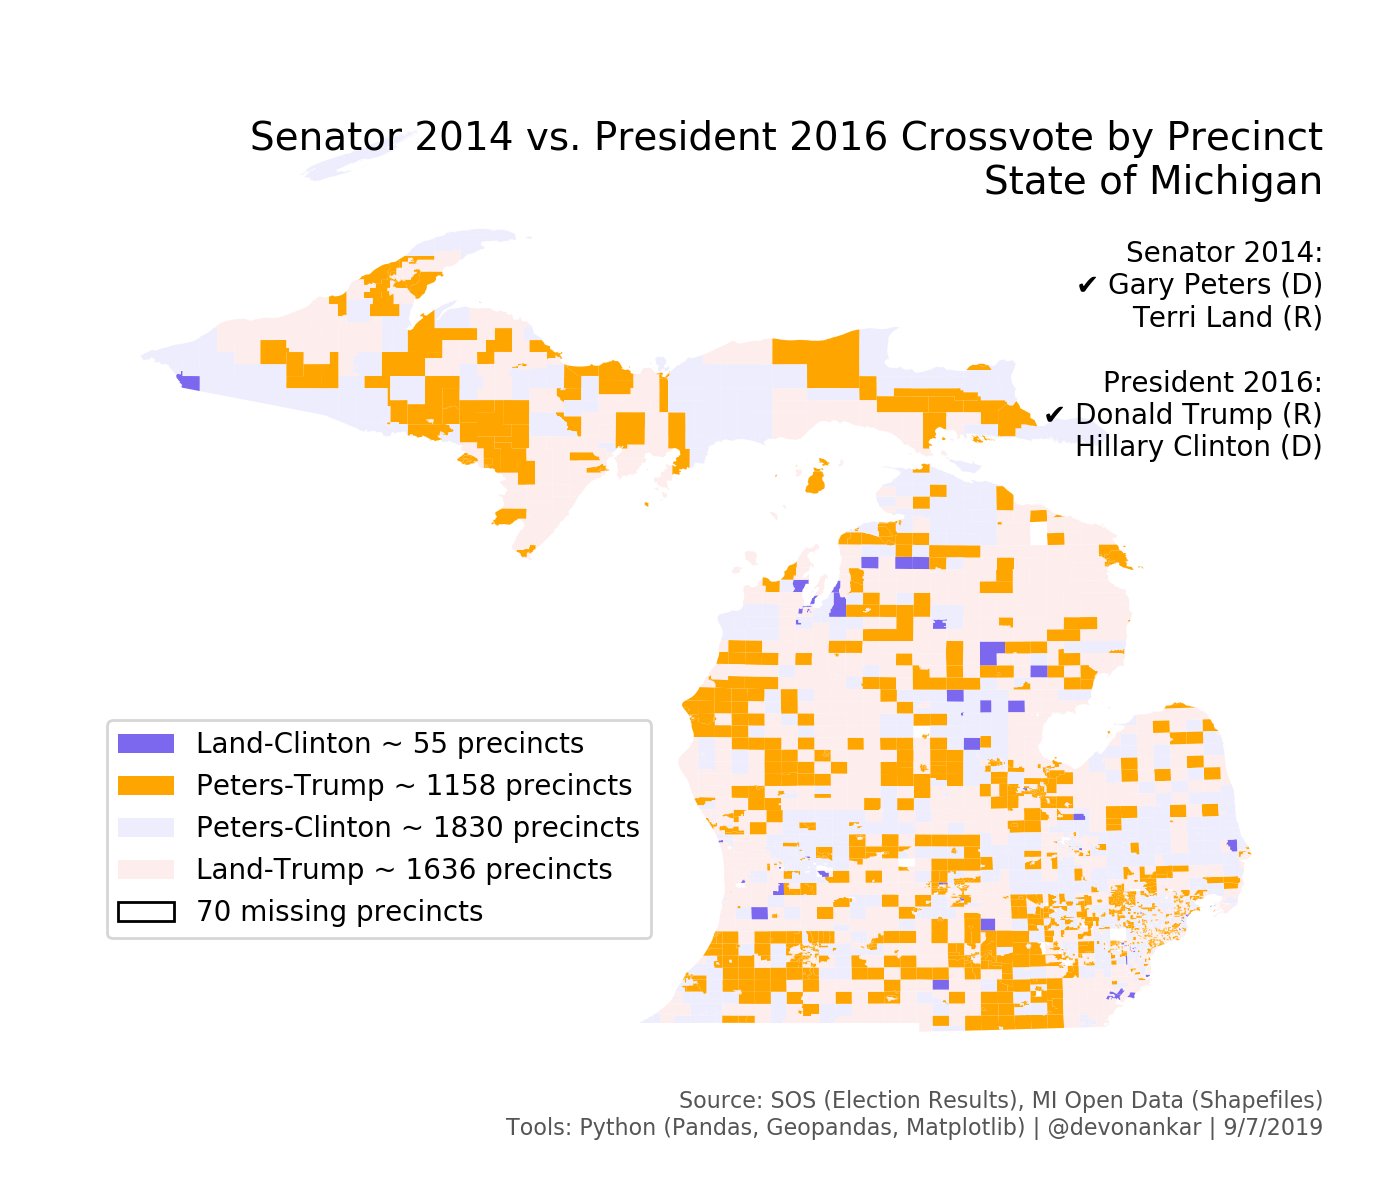 Senator 2014 vs. President 2016 Crossvote by Precinct
State of Michigan
Senator 2014:
✔ Gary Peters (D)
Terri Land (R)
President 2016:
✔ Donald Trump (R)
Hillary Clinton (D)
Land-Clinton ~ 55 precincts
Peters-Trump ~ 1158 precincts
Peters-Clinton ~ 1830 precincts
Land-Trump ~ 1636 precincts
70 missing precincts
Source: SOS (Election Results), MI Open Data (Shapefiles)
Tools: Python (Pandas, Geopandas, Matplotlib) | @devonankar | 9/7/2019